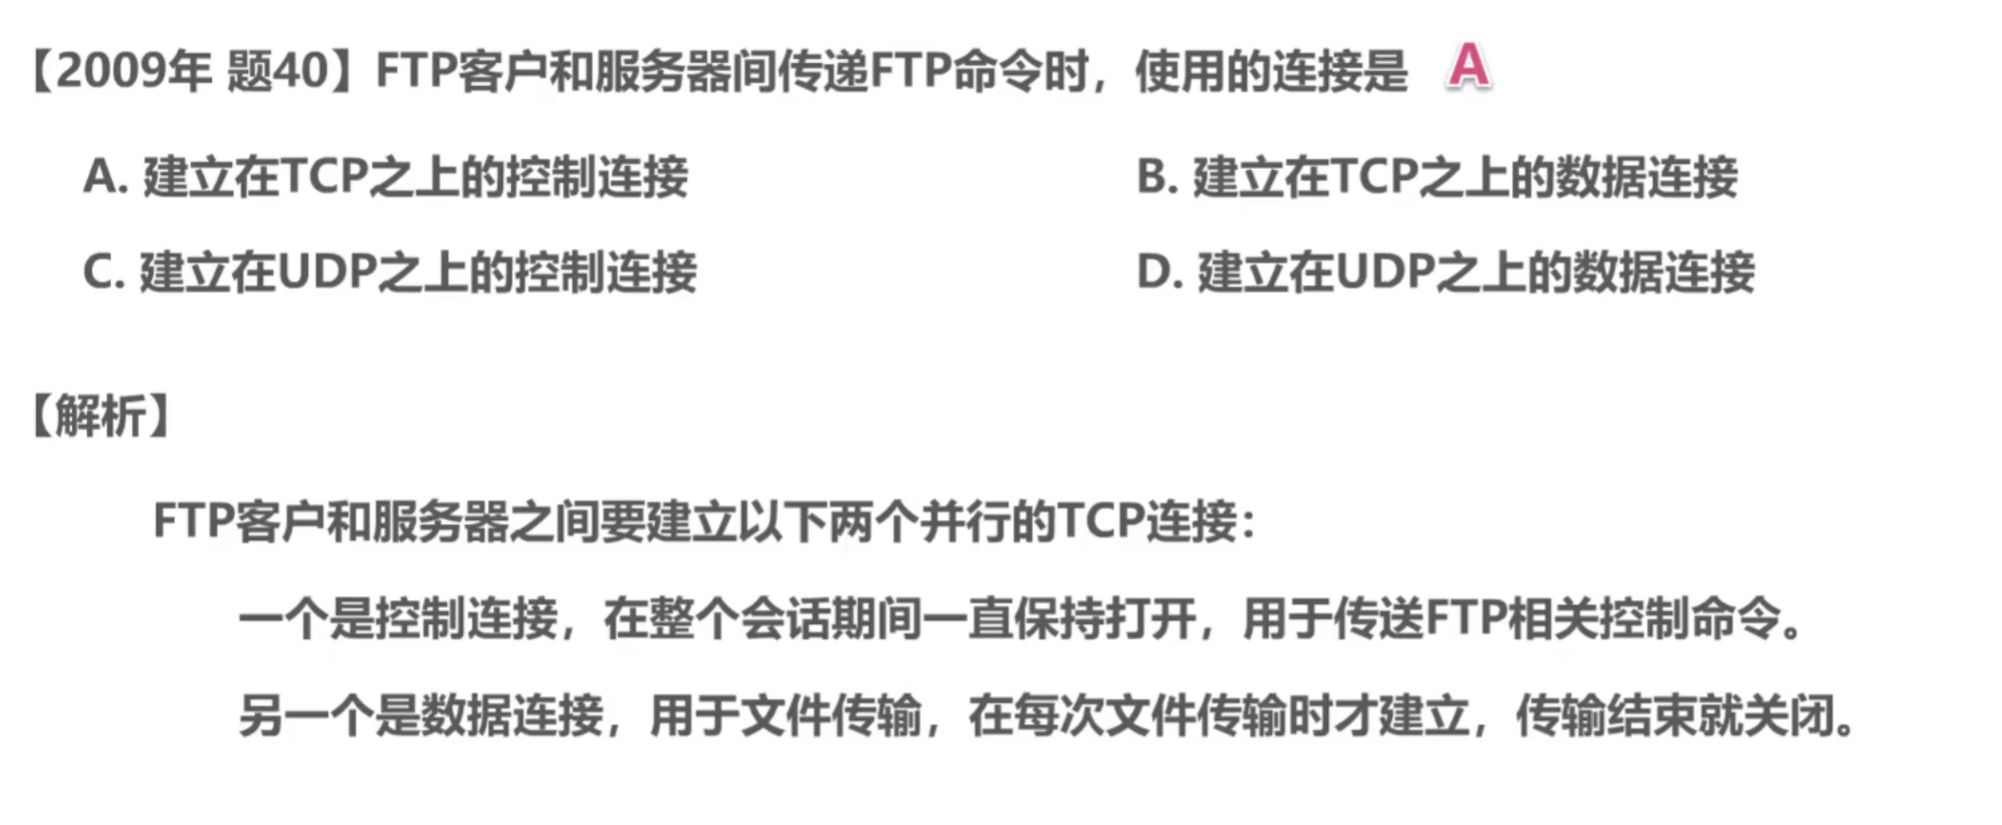 【2009年 题40】FTP客户和服务器间传递FTP命令时，使用的连接是 A
A. 建立在TCP之上的控制连接 B. 建立在TCP之上的数据连接
C. 建立在UDP之上的控制连接 D. 建立在UDP之上的数据连接
【解析】
FTP客户和服务器之间要建立以下两个并行的TCP连接：
一个是控制连接，在整个会话期间一直保持打开，用于传送FTP相关控制命令。
另一个是数据连接，用于文件传输，在每次文件传输时才建立，传输结束就关闭。